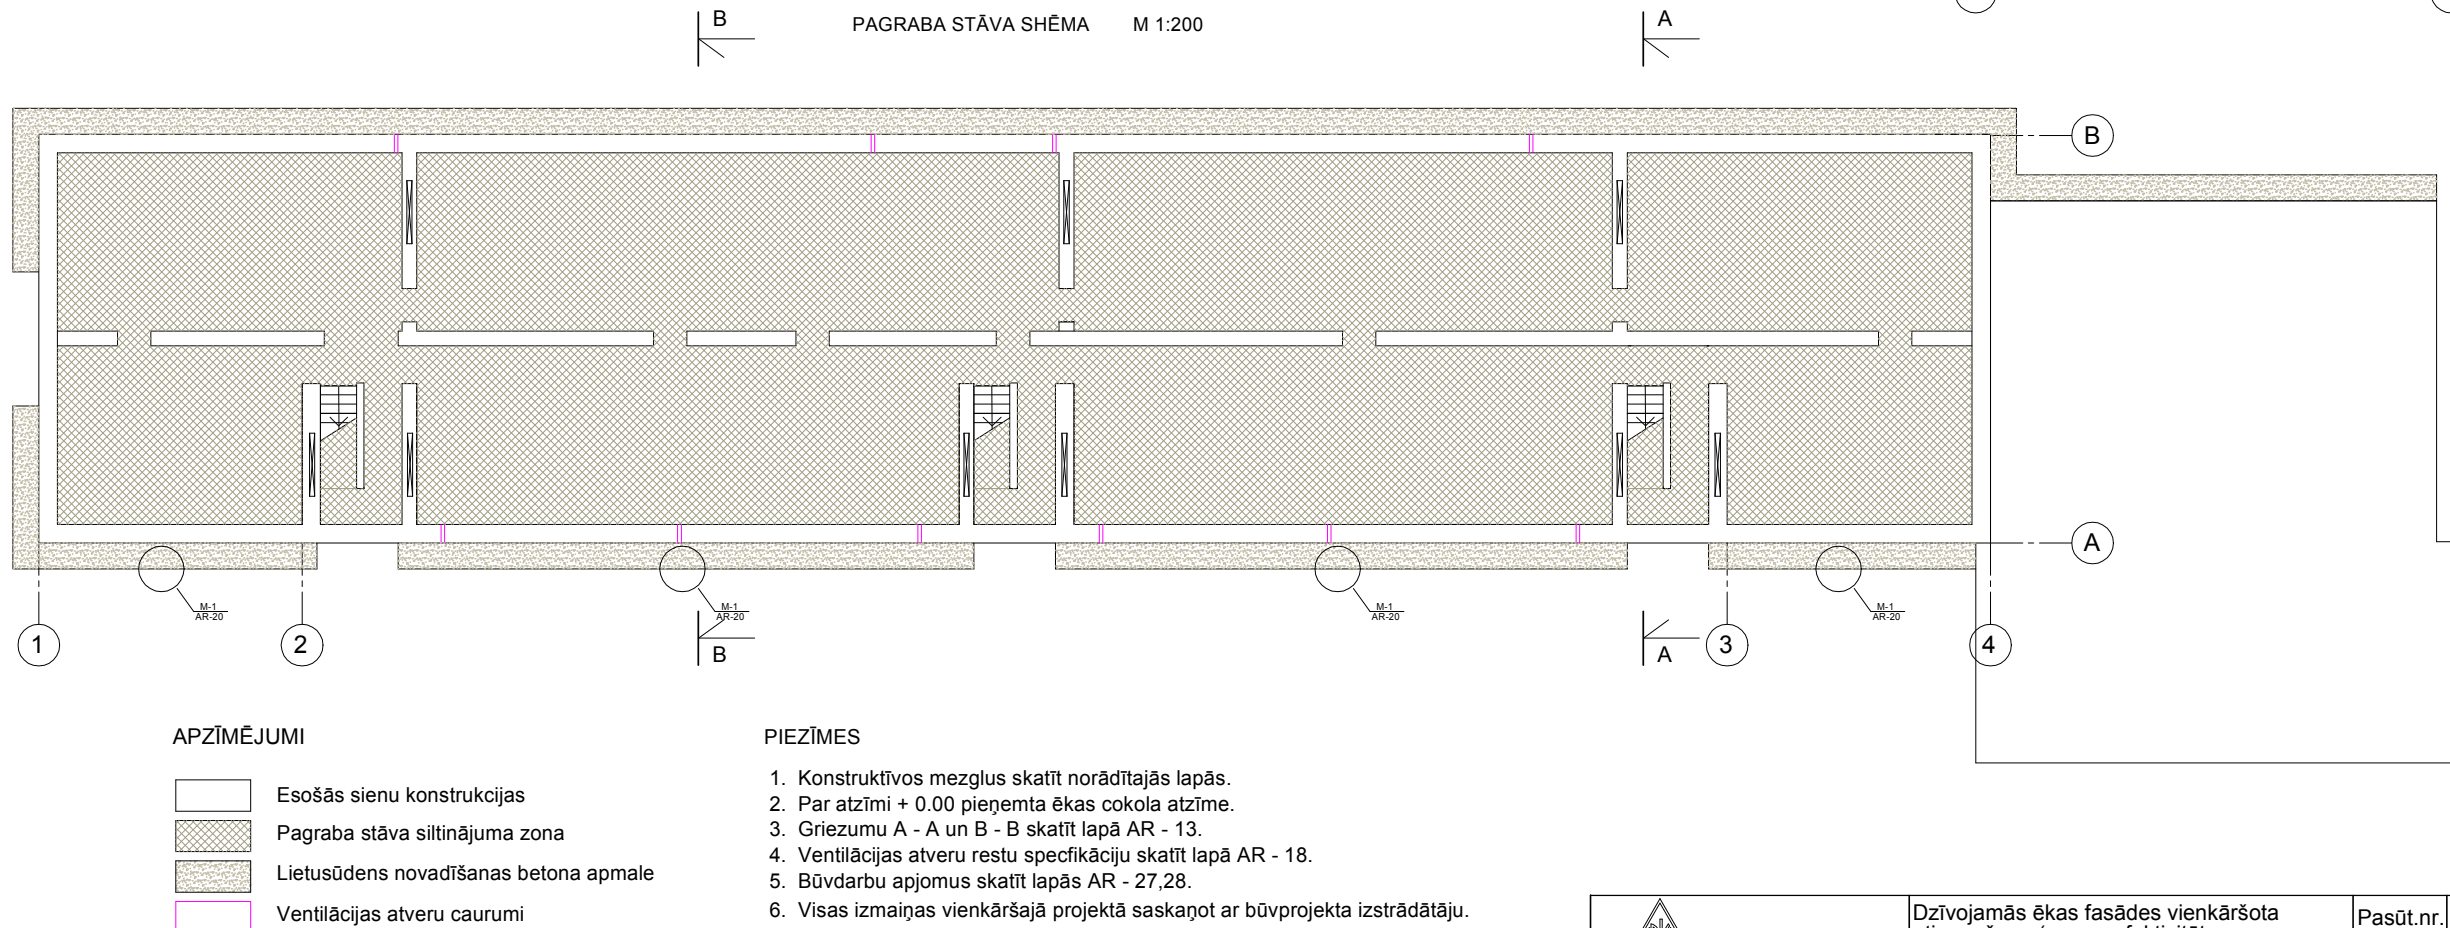 PAGRABA STĀVA SHĒMA M 1:200
B
A
B
A
M-1
AR-20
M-1
AR-20
M-1
AR-20
M-1
AR-20
1
2
B
A
3
4
APZĪMĒJUMI
Esošās sienu konstrukcijas
Pagraba stāva siltinājuma zona
Lietusūdens novadīšanas betona apmale
Ventilācijas atveru caurumi
PIEZĪMES
1. Konstruktīvos mezglus skatīt norādītajās lapās.
2. Par atzīmi + 0.00 pieņemta ēkas cokola atzīme.
3. Griezumu A - A un B - B skatīt lapā AR - 13.
4. Ventilācijas atveru restu specfikāciju skatīt lapā AR - 18.
5. Būvdarbu apjomus skatīt lapās AR - 27,28.
6. Visas izmaiņas vienkāršajā projektā saskaņot ar būvprojekta izstrādātāju.
Dzīvojamās ēkas fasādes vienkāršota
Pasūt.nr.